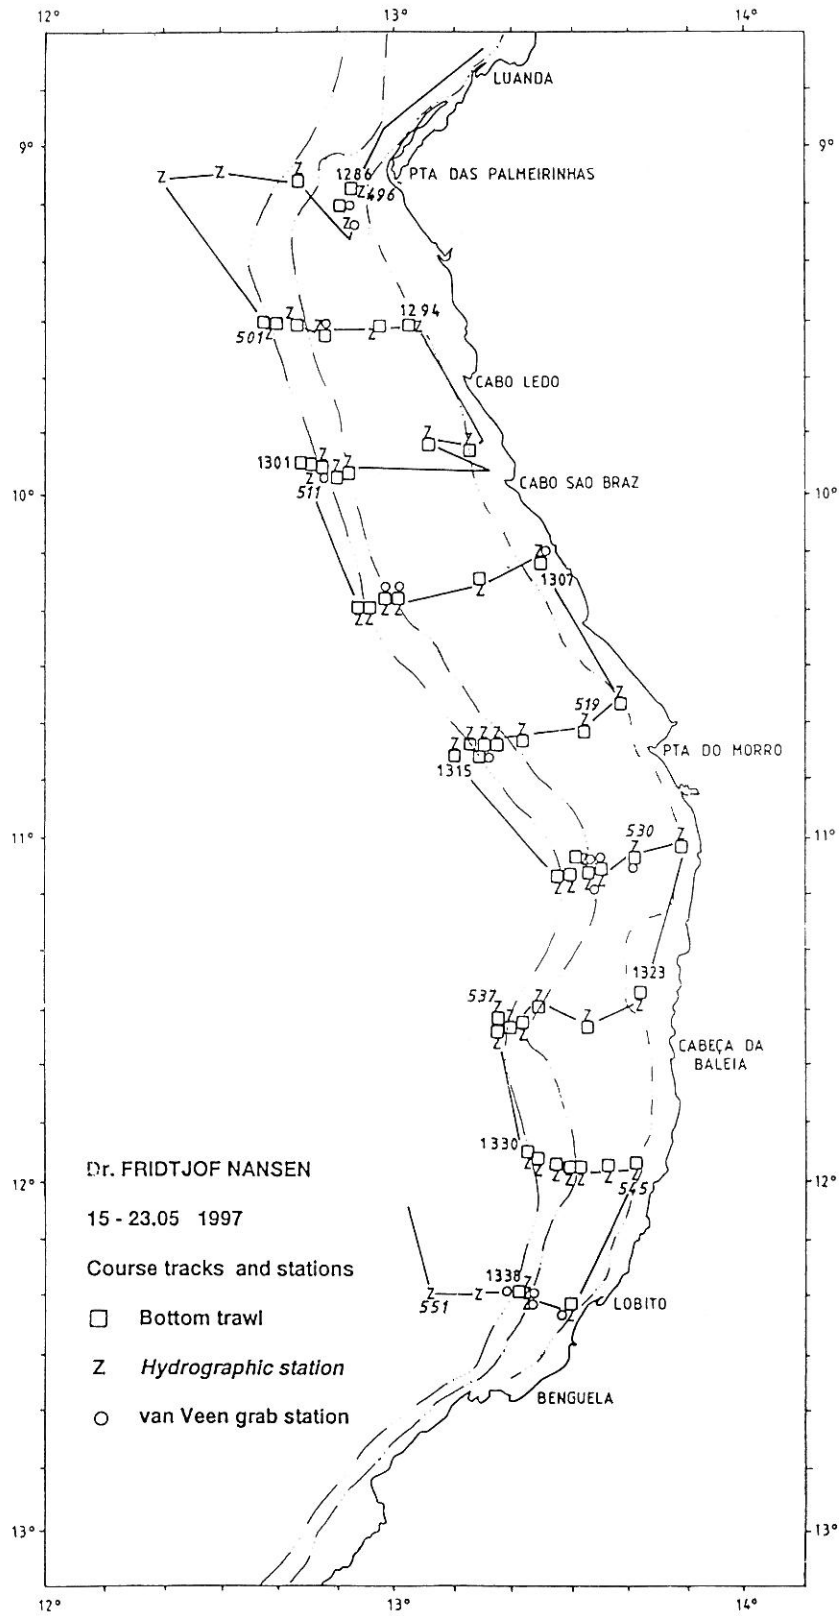 12° 13° 14°
LUANDA
9° 9°
1286
PTA DAS PALMEIRINHAS
496
1294
501
CABO LEDO
1301
CABO SAO BRAZ
511
10° 10°
1307
519
PTA DO MORRO
1315
530
11° 11°
1323
537
CABEÇA DA
BALEIA
1330
Dr. FRIDTJOF NANSEN
12° 12°
545
15 - 23.05 1997
Course tracks and stations
1338
551
LOBITO
Bottom trawl
Z Hydrographic station
BENGUELA
van Veen grab station
13° 13°
12° 13° 14°